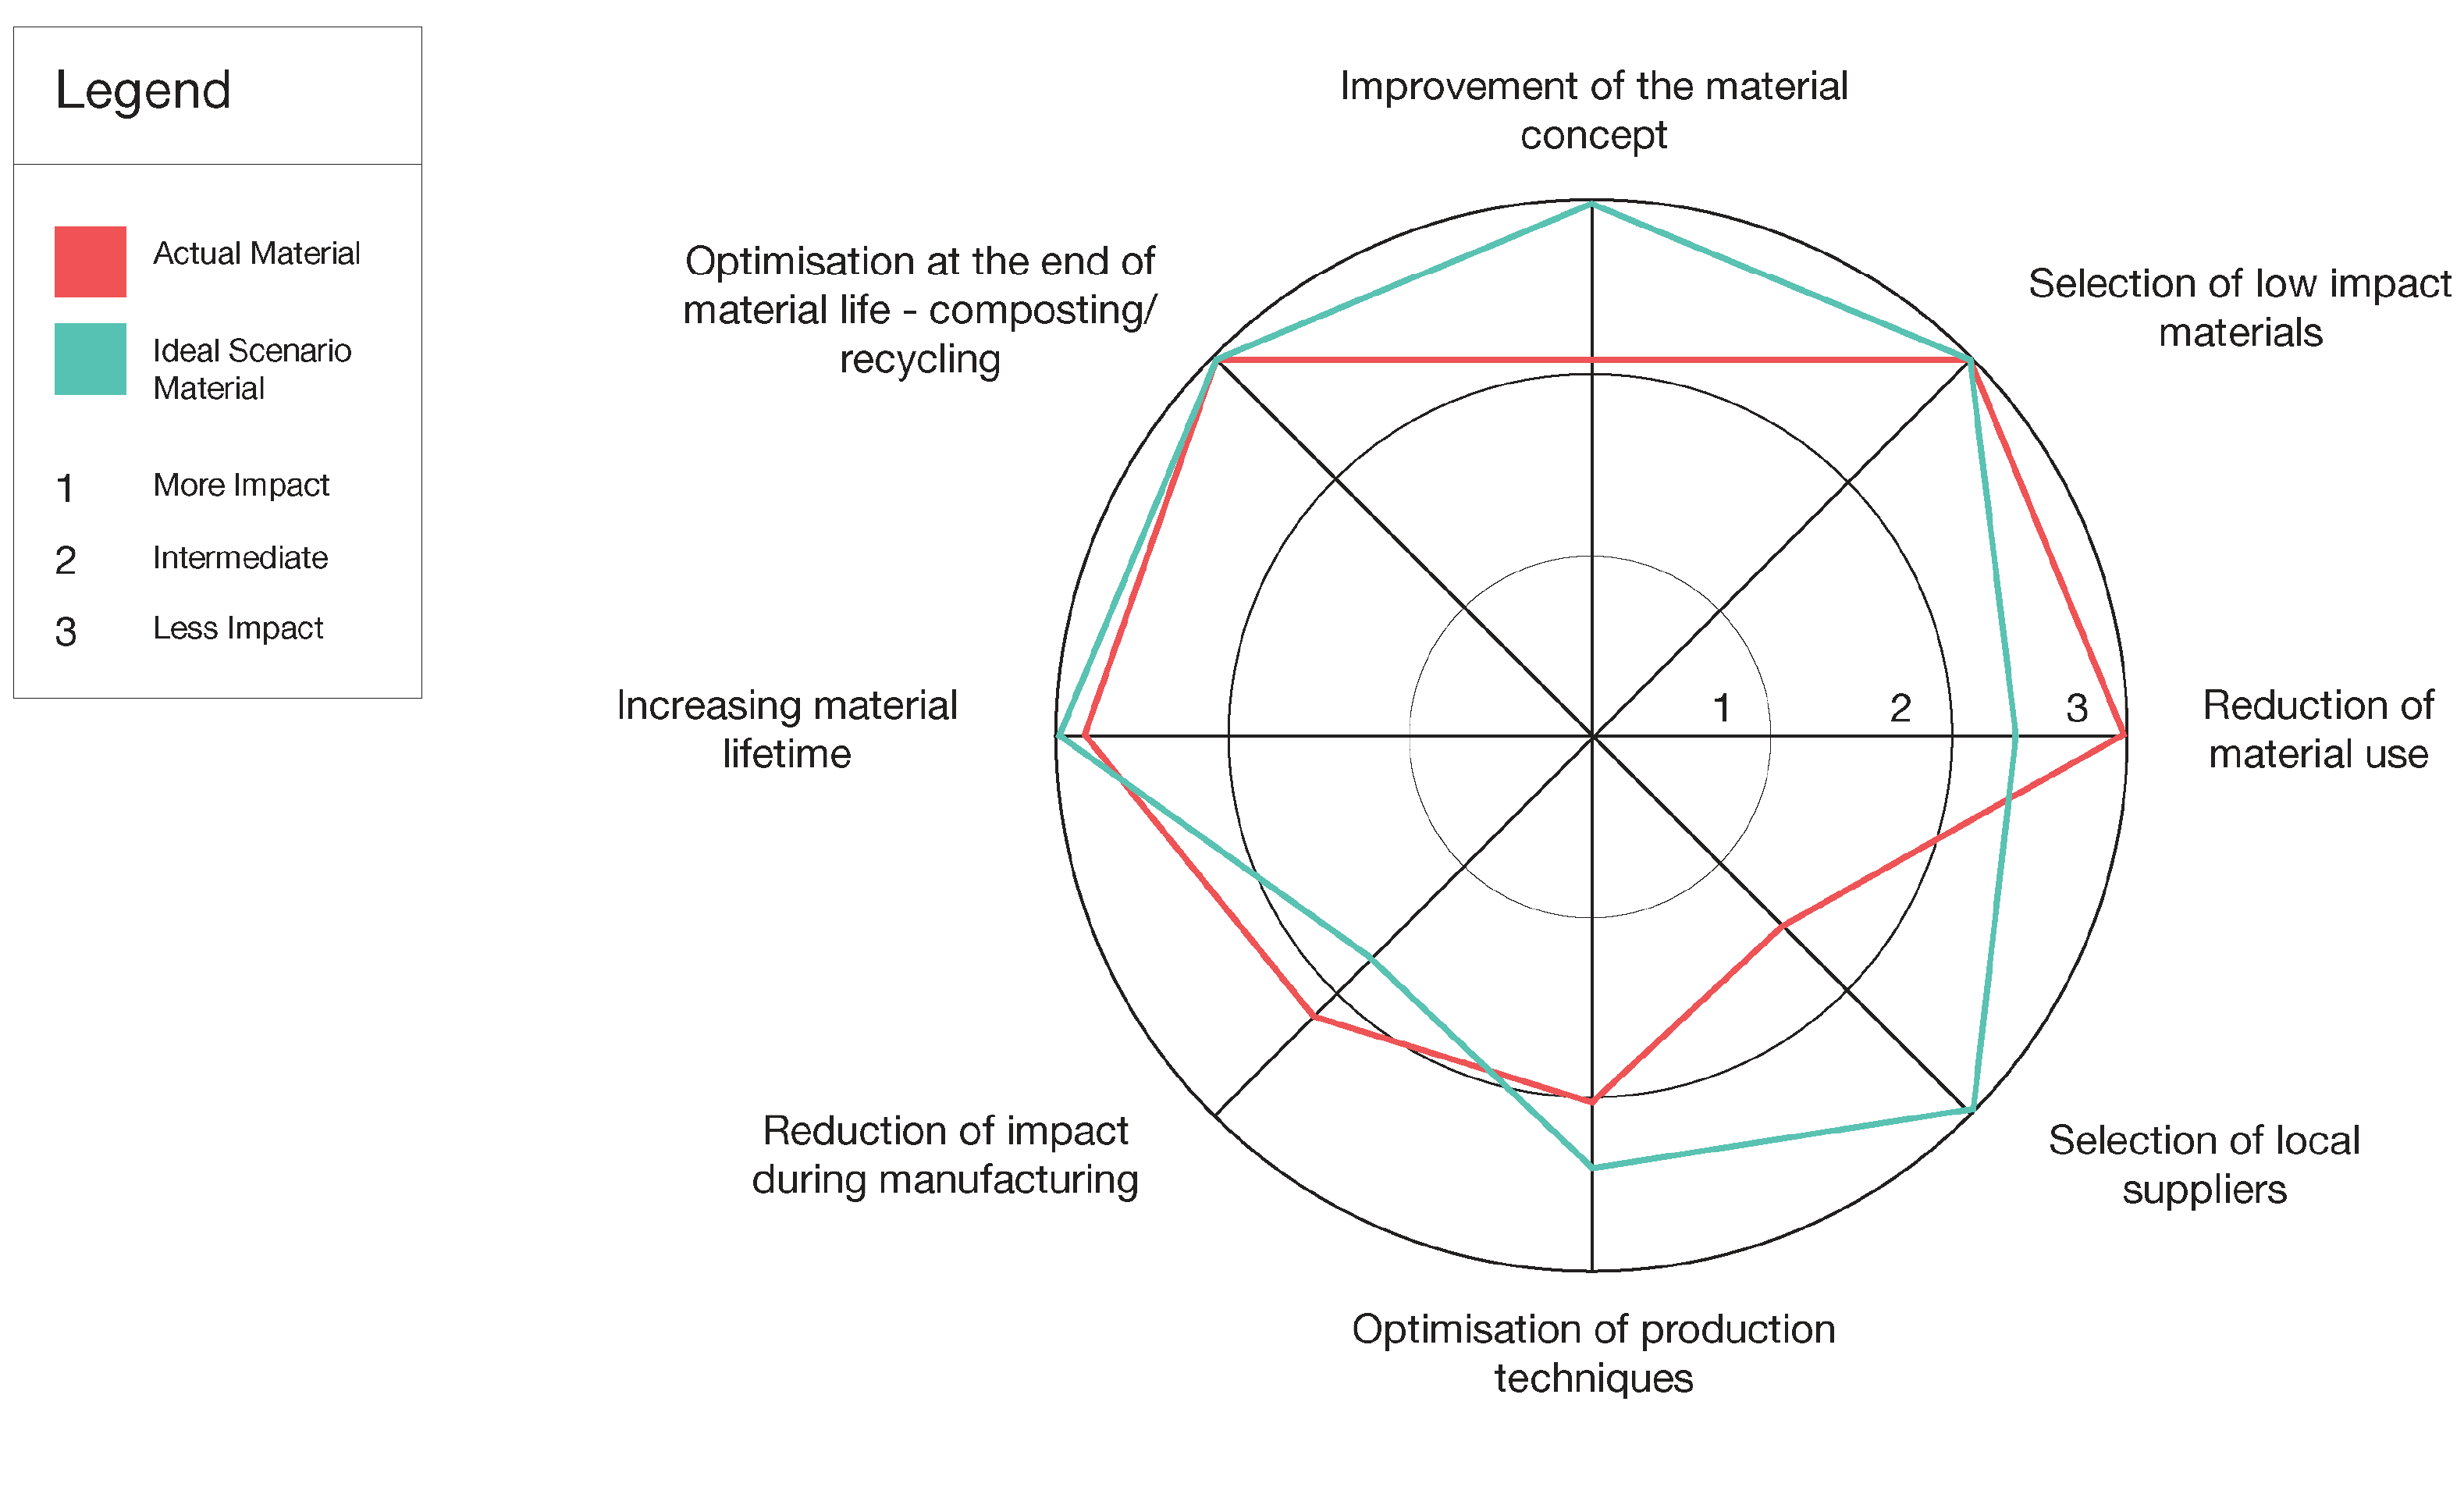 Legend
Actual Material
Ideal Scenario
Material
1 More Impact
2 Intermediate
3 Less Impact
Improvement of the material
concept
Optimisation at the end of
material life - composting/
recycling
Selection of low impact
materials
Increasing material
lifetime
1 2 3
Reduction of
material use
Reduction of impact
during manufacturing
Selection of local
suppliers
Optimisation of production
techniques